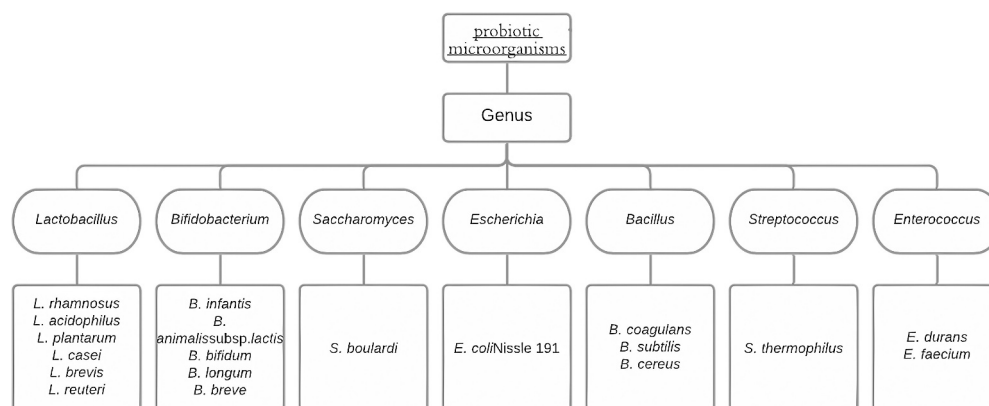 probiotic
microorganisms
Genus
Lactobacillus
Bifidobacterium
Saccharomyces
Escherichia
Bacillus
Streptococcus
Enterococcus
L. rhamnosus
L. acidophilus
L. plantarum
L. casei
L. brevis
L. reuteri
B. infantis
B.
animalissubsp.lactis
B. bifidum
B. longum
B. breve
S. boulardi
E. coliNissle 191
B. coagulans
B. subtilis
B. cereus
S. thermophilus
E. durans
E. faecium